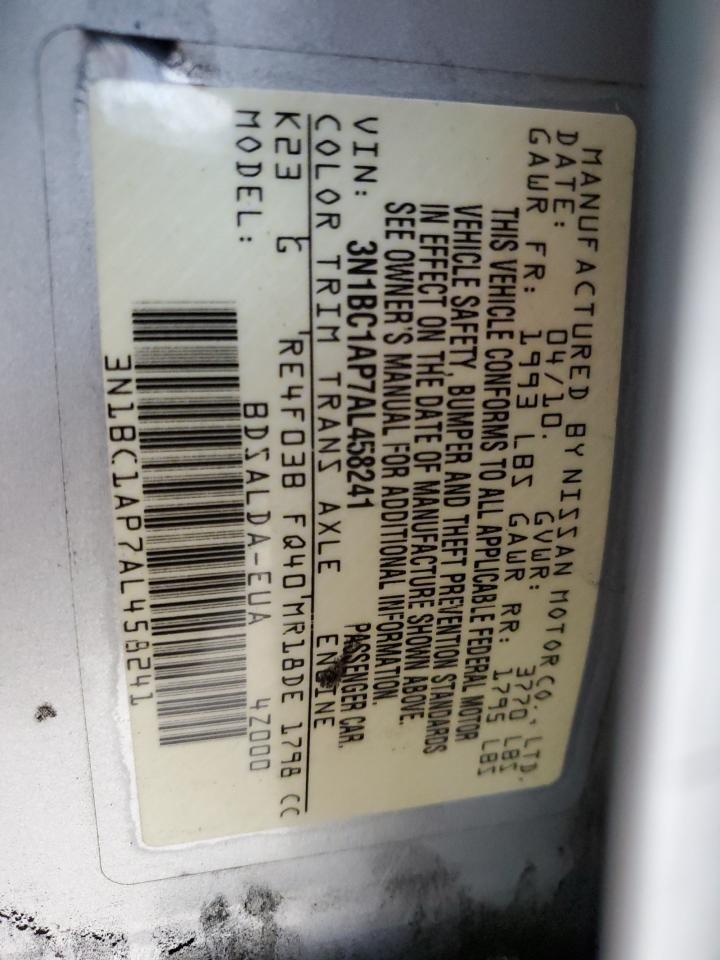 MANUFACTURED BY NISSAN MOTOR CO., LTD.
DATE: 04/10. GVWR: 3770 LBS
GAWR FR: 1993 LBS GAWR RR: 1795 LBS
THIS VEHICLE CONFORMS TO ALL APPLICABLE FEDERAL MOTOR
VEHICLE SAFETY, BUMPER AND THEFT PREVENTION STANDARDS
IN EFFECT ON THE DATE OF MANUFACTURE SHOWN ABOVE.
SEE OWNER'S MANUAL FOR ADDITIONAL INFORMATION.
VIN: 3N1BC1AP7AL458241 PASSENGER CAR.
COLOR TRIM TRANS AXLE ENGINE
K23 G RE4F03B FQ40 MR18DE 1798 CC
MODEL: BDSALDA-EUA 4Z000
3N1BC1AP7AL458241